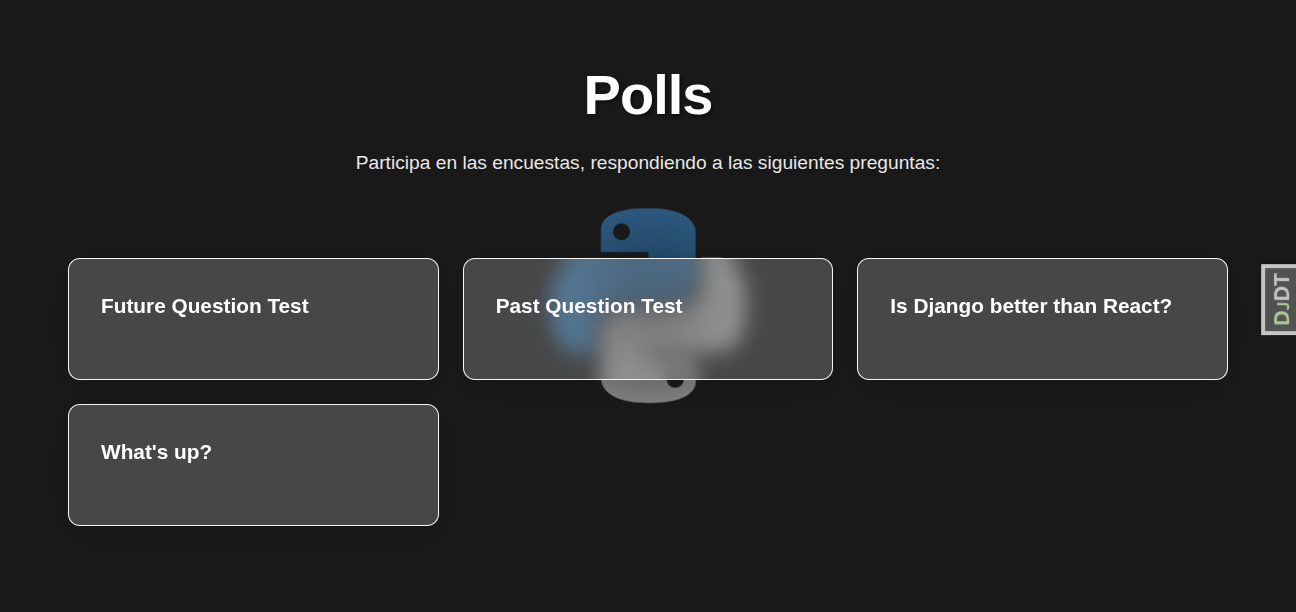 Polls
Participa en las encuestas, respondiendo a las siguientes preguntas:
Future Question Test
Past Question Test
Is Django better than React?
DJDT
What's up?